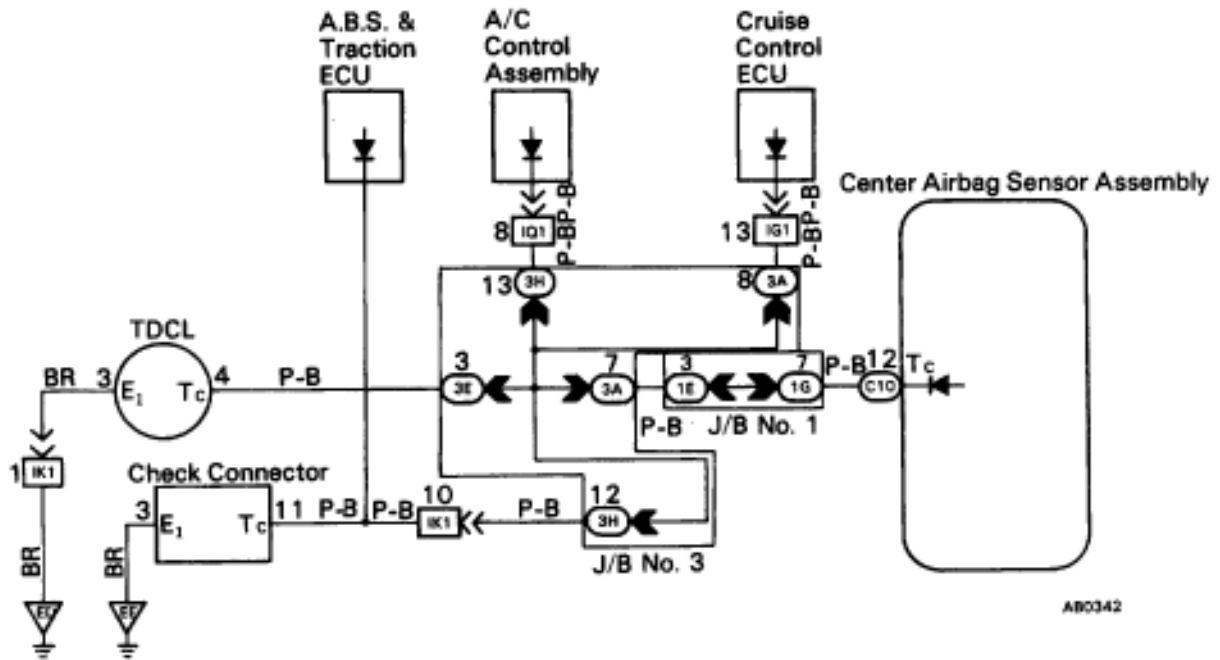 A.B.S. &
Traction
ECU
A/C
Control
Assembly
Cruise
Control
ECU
Center Airbag Sensor Assembly
P-B
P-B
P-B
P-B
8 IQ1
13 IG1
13 3H
8 3A
TDCL
BR 3 E1 Tc 4 P-B
3
3E
7
3A
3
1E
7
1G
P-B 12 Tc
C10
P-B
J/B No. 1
1 IK1
Check Connector
3 E1 Tc 11 P-B P-B
10
IK1
P-B
12
3H
J/B No. 3
BR
BR
EE
AB0342